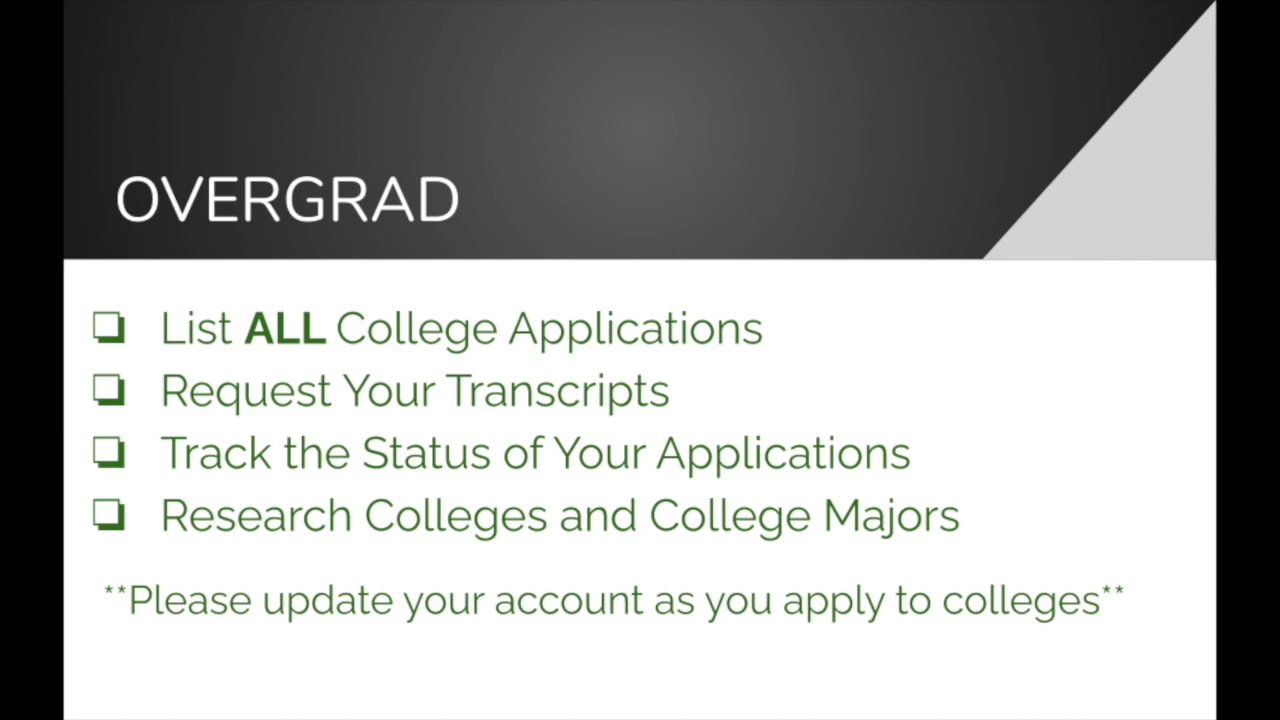 OVERGRAD
❏ List ALL College Applications
❏ Request Your Transcripts
❏ Track the Status of Your Applications
❏ Research Colleges and College Majors
**Please update your account as you apply to colleges**